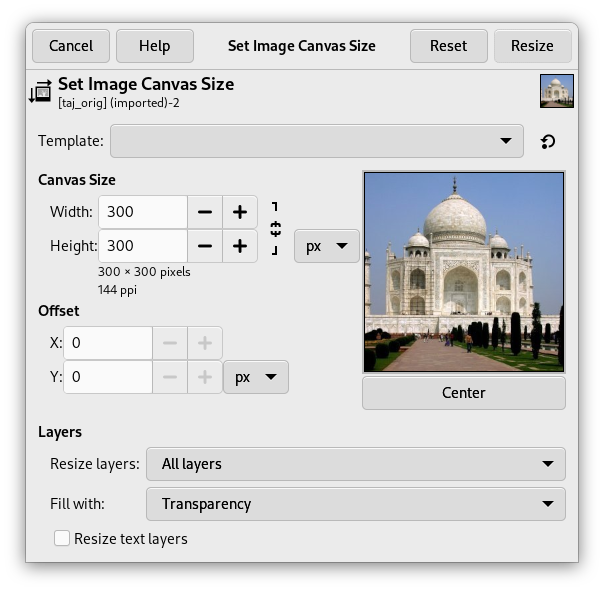 Cancel Help Set Image Canvas Size Reset Resize
Set Image Canvas Size
[taj_orig] (imported)-2
Template:
Canvas Size
Width: 300
Height: 300 px
300 × 300 pixels
144 ppi
Offset
X: 0
Y: 0 px
Center
Layers
Resize layers: All layers
Fill with: Transparency
Resize text layers